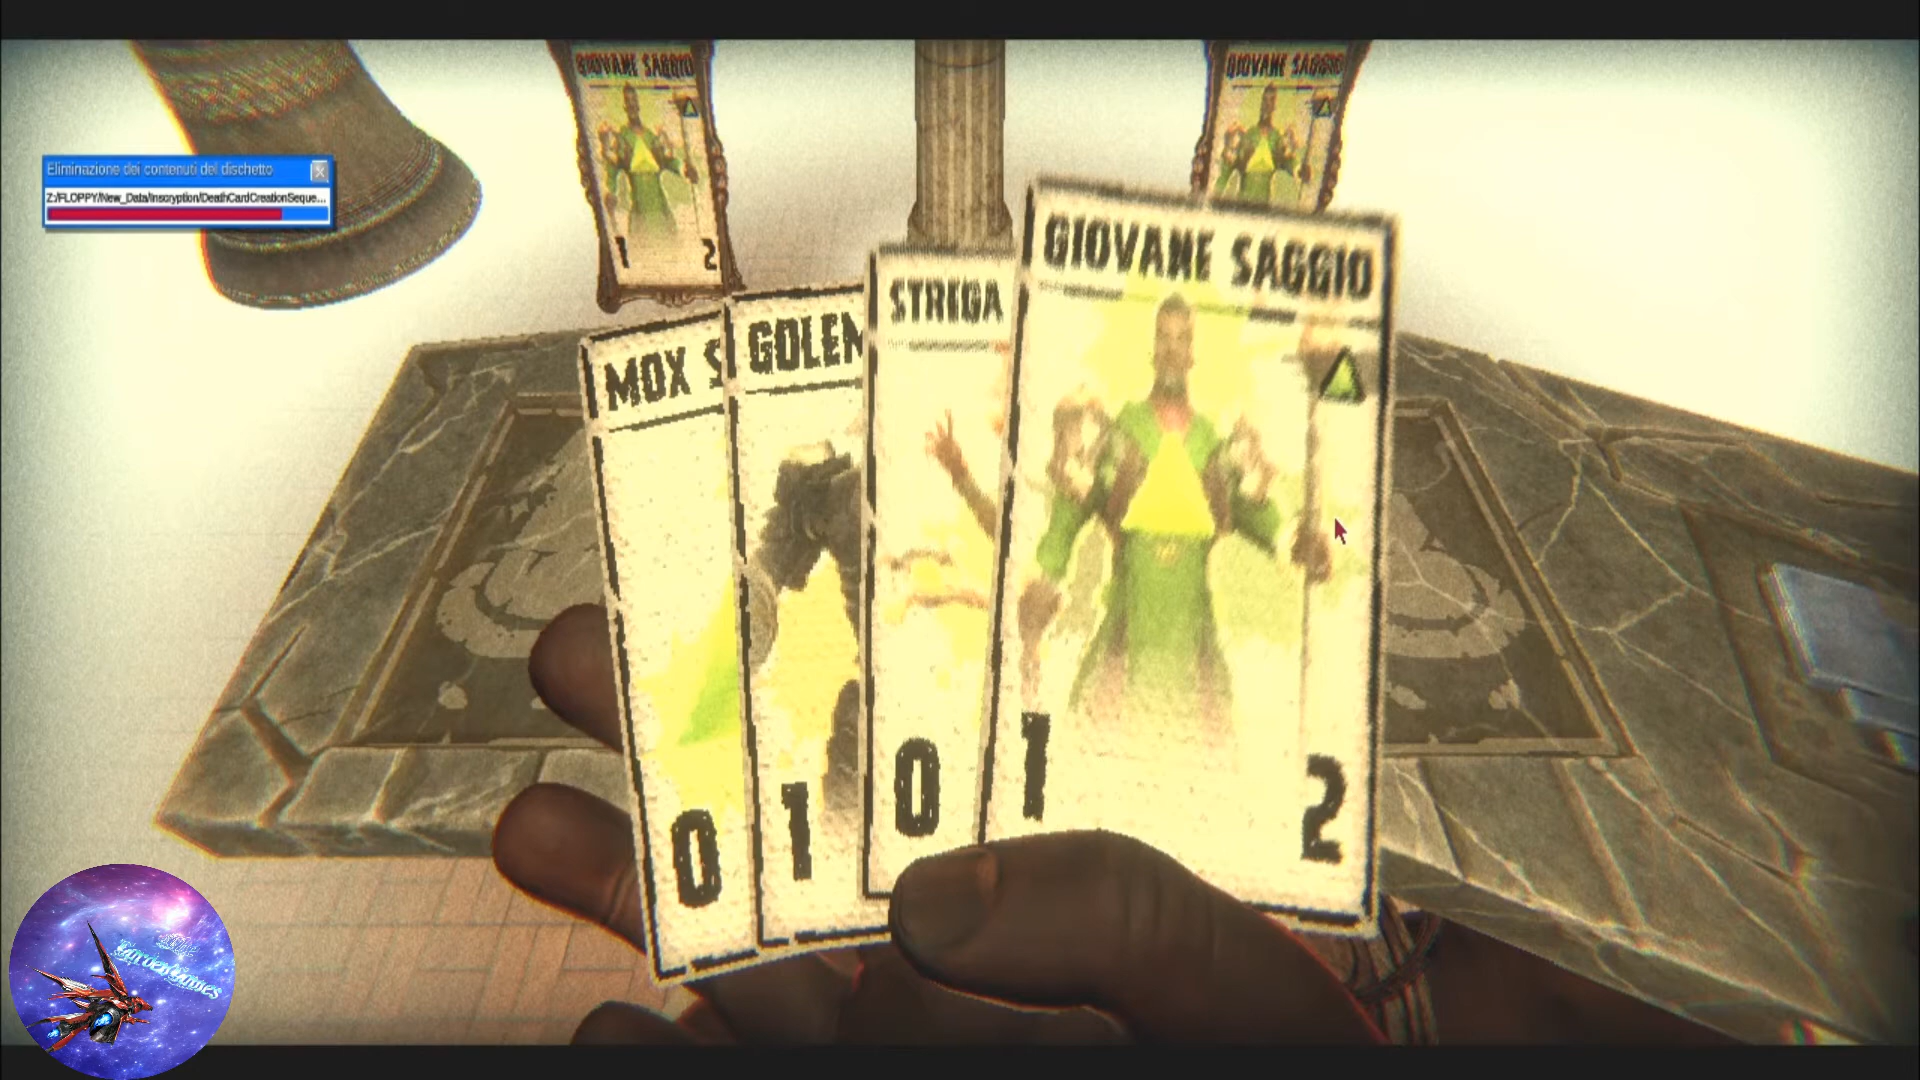 GIOVANE SAGGIO
1 2
GIOVANE SAGGIO
2
Eliminazione dei contenuti del dischetto
Z:/FLOPPY/New_Data/Inscryption/DeathCardCreationSeque...
MOX S
0
GOLEM
1
STREGA
0
GIOVANE SAGGIO
1 2